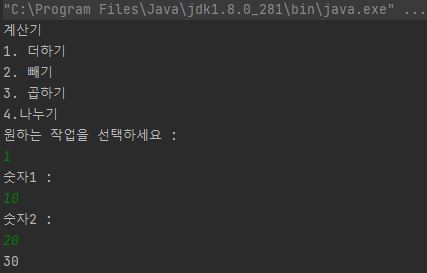 "C:\Program Files\Java\jdk1.8.0_281\bin\java.exe" ...
계산기
1. 더하기
2. 빼기
3. 곱하기
4.나누기
원하는 작업을 선택하세요 :
1
숫자1 :
10
숫자2 :
20
30